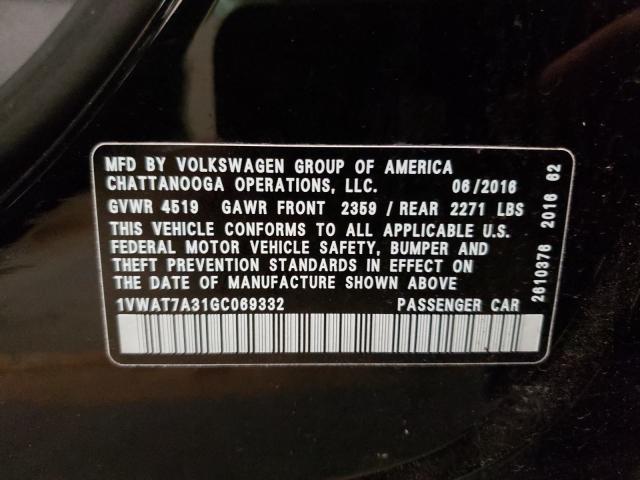 MFD BY VOLKSWAGEN GROUP OF AMERICA
CHATTANOOGA OPERATIONS, LLC. 06/2016
GVWR 4519 GAWR FRONT 2359 / REAR 2271 LBS
THIS VEHICLE CONFORMS TO ALL APPLICABLE U.S.
FEDERAL MOTOR VEHICLE SAFETY, BUMPER AND
THEFT PREVENTION STANDARDS IN EFFECT ON
THE DATE OF MANUFACTURE SHOWN ABOVE
1VWAT7A31GC069332 PASSENGER CAR
2610376 2016 62